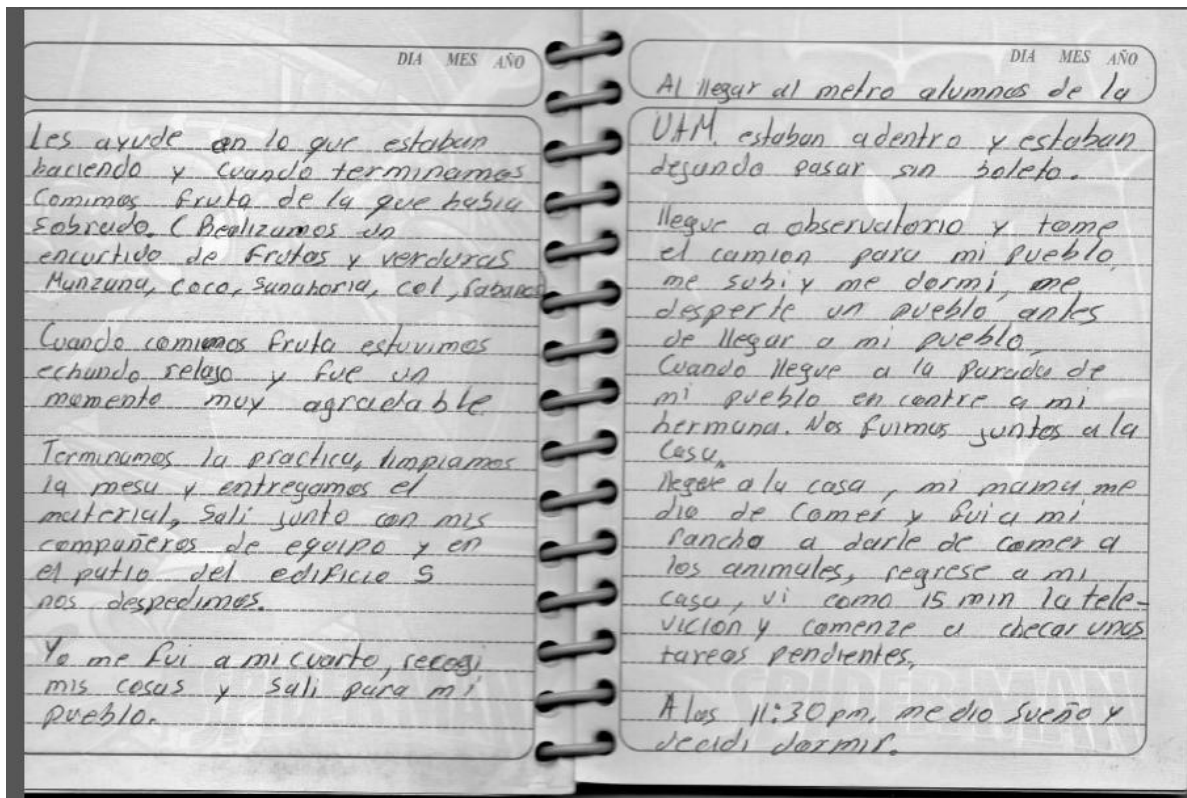 DIA MES AÑO
Les ayude en lo que estaban
haciendo y cuando terminamos
Comimos fruta de la que habia
sobrado. ( Realizamos un
encurtido de frutas y verduras
Manzana, coco, Sanahoria, col, rabanos
Cuando comimos fruta estuvimos
echando relajo y fue un
momento muy agradable
Terminamos la practica, limpiamos
la mesa y entregamos el
material, Sali junto con mis
compañeros de equipo y en
el patio del edificio S
nos despedimos.
Yo me fui a mi cuarto, recogi
mis cosas y sali para mi
pueblo.
DIA MES AÑO
Al llegar al metro alumnos de la
UAM. estaban adentro y estaban
dejando pasar sin boleto.
llegue a observatorio y tome
el camion para mi pueblo,
me subi y me dormi, me
desperte un pueblo antes
de llegar a mi pueblo,
Cuando llegue a la parada de
mi pueblo en contre a mi
hermana. Nos fuimos juntos a la
Casa,
llegue a la casa, mi mama me
dio de Comer y fui a mi
rancho a darle de comer a
los animales, regrese a mi
casa, vi como 15 min la tele-
vicion y comenze a checar unas
tareas pendientes,
SPIDER-MAN
A las 11:30 pm. me dio sueño y
decidi dormir.